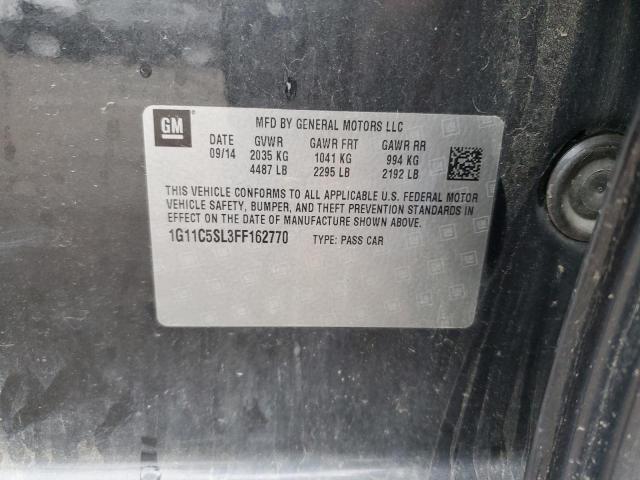 GM
MFD BY GENERAL MOTORS LLC
DATE GVWR GAWR FRT GAWR RR
09/14 2035 KG 1041 KG 994 KG
4487 LB 2295 LB 2192 LB
THIS VEHICLE CONFORMS TO ALL APPLICABLE U.S. FEDERAL MOTOR
VEHICLE SAFETY, BUMPER, AND THEFT PREVENTION STANDARDS IN
EFFECT ON THE DATE OF MANUFACTURE SHOWN ABOVE.
1G11C5SL3FF162770 TYPE: PASS CAR